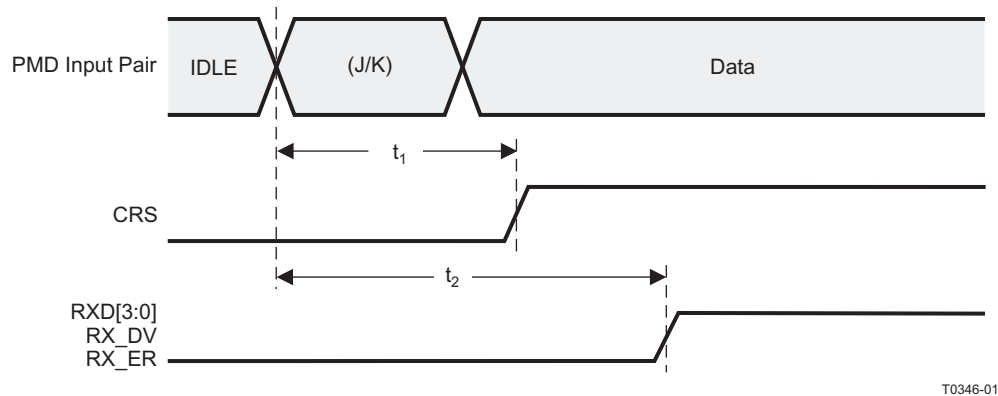 PMD Input Pair
IDLE
(J/K)
Data
t1
CRS
t2
RXD[3:0]
RX_DV
RX_ER
T0346-01